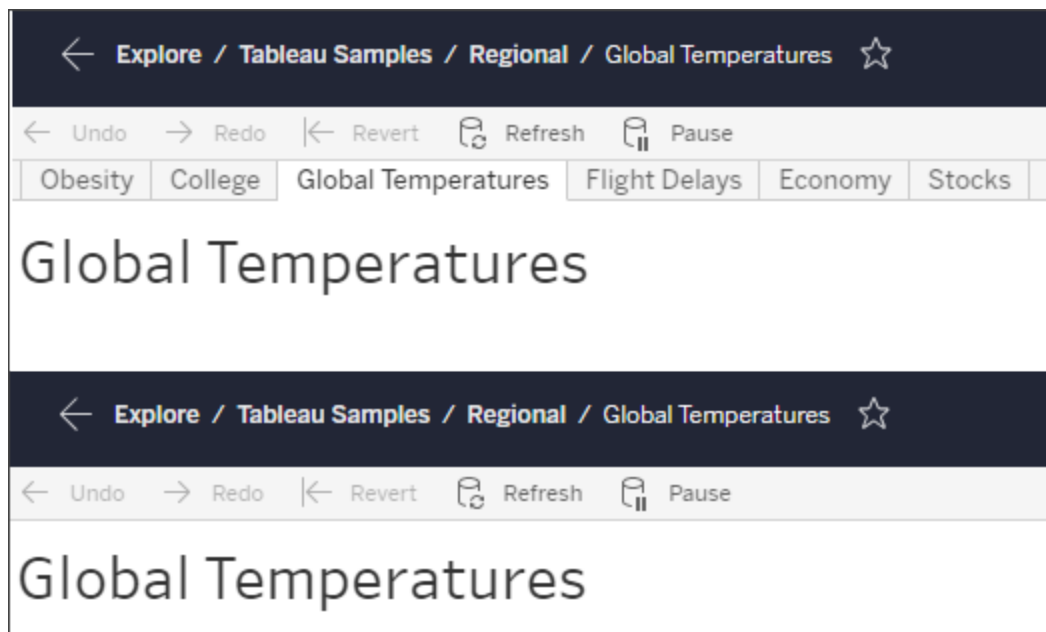 Explore / Tableau Samples / Regional / Global Temperatures
Undo Redo Revert Refresh Pause
Obesity College Global Temperatures Flight Delays Economy Stocks
Global Temperatures
Explore / Tableau Samples / Regional / Global Temperatures
Undo Redo Revert Refresh Pause
Global Temperatures